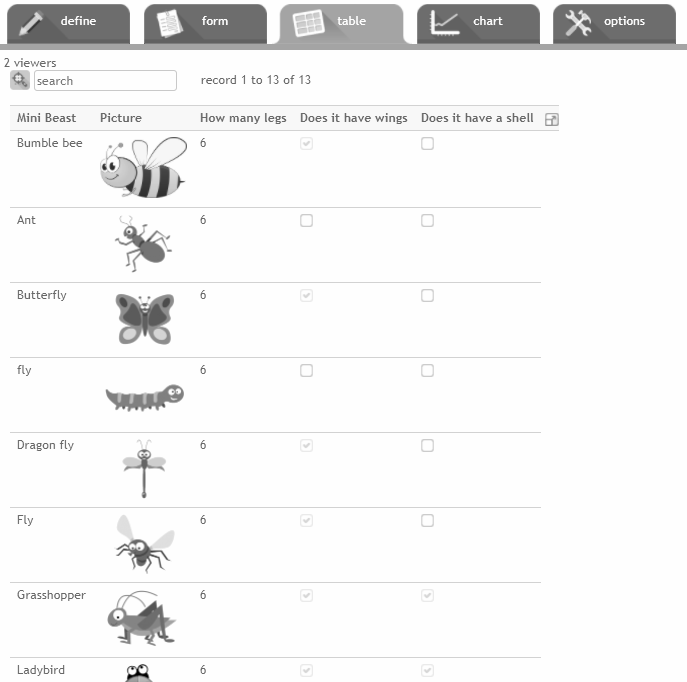 define form table chart options
2 viewers
search record 1 to 13 of 13
Mini Beast Picture How many legs Does it have wings Does it have a shell
Bumble bee 6
Ant 6
Butterfly 6
fly 6
Dragon fly 6
Fly 6
Grasshopper 6
Ladybird 6